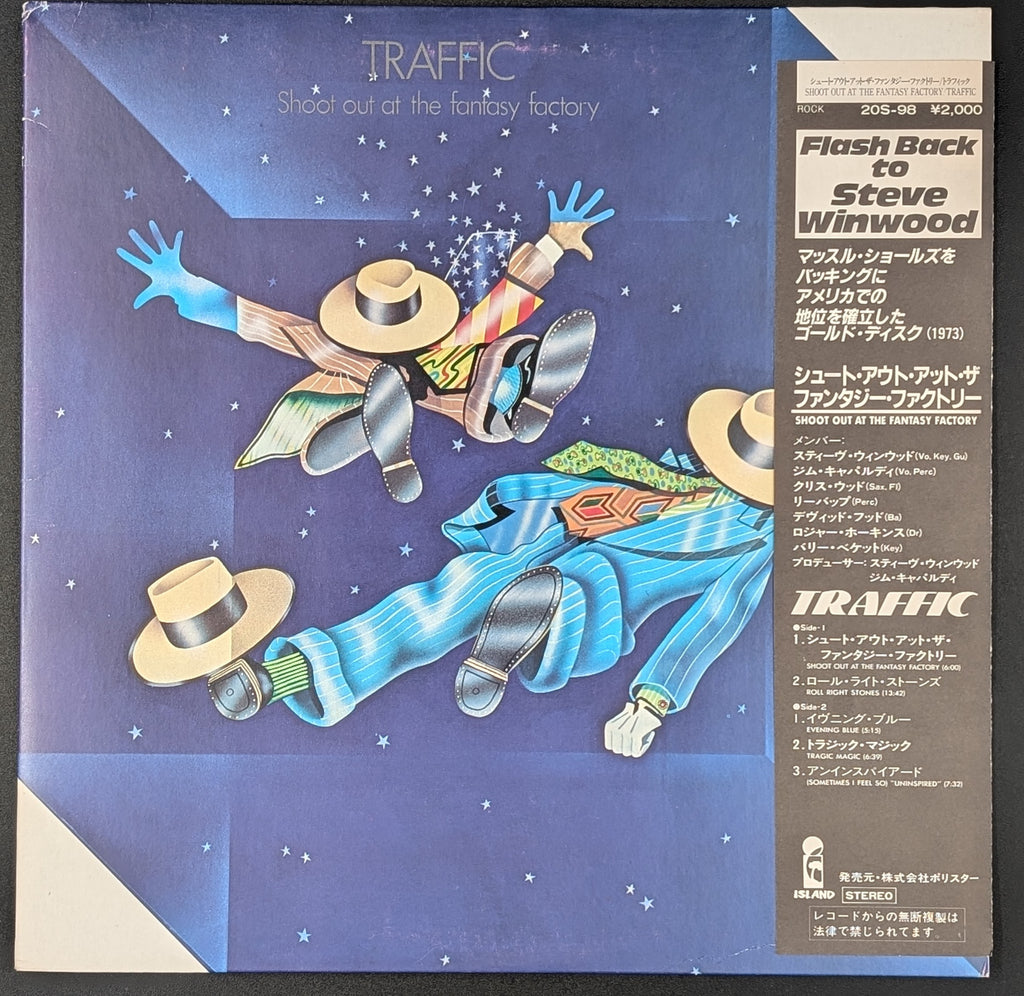 TRAFFIC
Shoot out at the fantasy factory
シュート・アウト・アット・ザ・ファンタジー・ファクトリー/トラフィック
SHOOT OUT AT THE FANTASY FACTORY/TRAFFIC
ROCK 20S-98 ¥2,000
Flash Back
to
Steve
Winwood
マッスル・ショールズを
バッキングに
アメリカでの
地位を確立した
ゴールド・ディスク(1973)
シュート・アウト・アット・ザ
ファンタジー・ファクトリー
SHOOT OUT AT THE FANTASY FACTORY
メンバー:
スティーヴ・ウィンウッド(Vo, Key, Gu)
ジム・キャパルディ(Vo, Perc)
クリス・ウッド(Sax, Fl)
リーバップ(Perc)
デヴィッド・フッド(Ba)
ロジャー・ホーキンス(Dr)
バリー・ベケット(Key)
プロデューサー: スティーヴ・ウィンウッド
ジム・キャパルディ
TRAFFIC
●Side-1
1. シュート・アウト・アット・ザ・
ファンタジー・ファクトリー
SHOOT OUT AT THE FANTASY FACTORY (6:00)
2. ロール・ライト・ストーンズ
ROLL RIGHT STONES (13:42)
●Side-2
1. イヴニング・ブルー
EVENING BLUE (5:15)
2. トラジック・マジック
TRAGIC MAGIC (6:39)
3. アンインスパイアード
(SOMETIMES I FEEL SO) "UNINSPIRED" (7:32)
ISLAND
発売元・株式会社ポリスター
STEREO
レコードからの無断複製は
法律で禁じられてます。